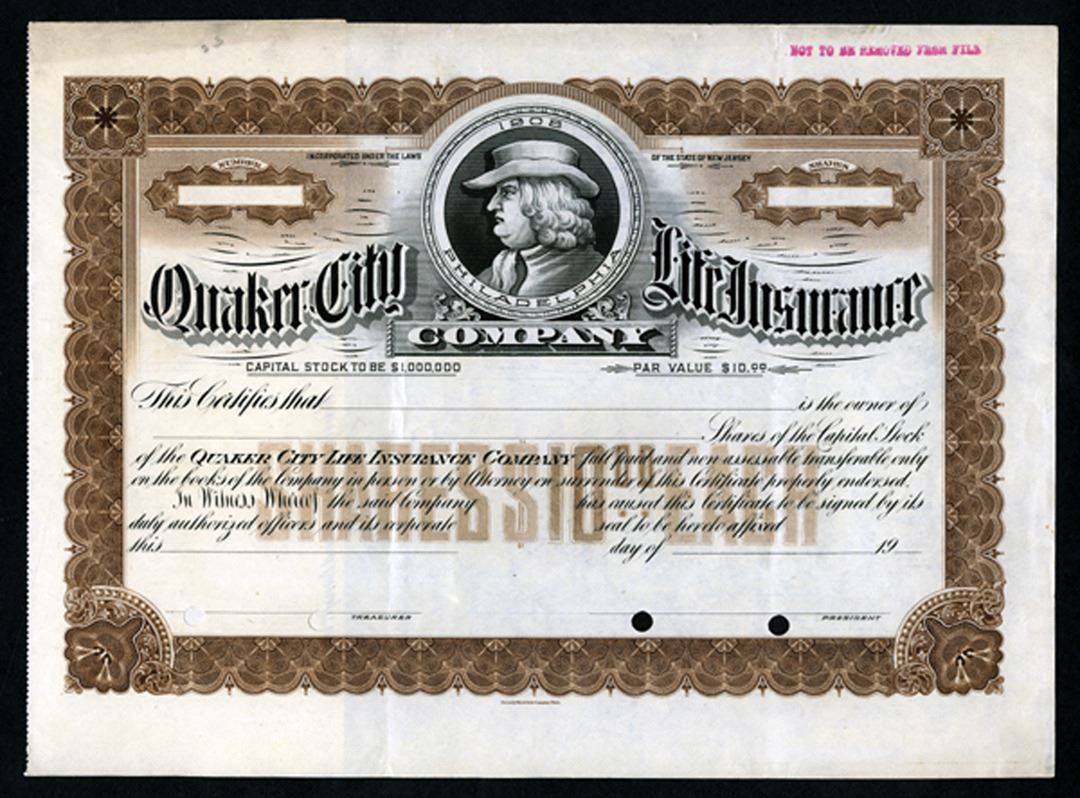 NOT TO BE REMOVED FROM FILE
1908
INCORPORATED UNDER THE LAWS OF THE STATE OF NEW JERSEY
NUMBER SHARES
PHILADELPHIA
Quaker City Life Insurance
COMPANY
CAPITAL STOCK TO BE $1,000,000 PAR VALUE $10.00
This Certifies that is the owner of
Shares of the Capital Stock
of the QUAKER CITY LIFE INSURANCE COMPANY full paid and non-assessable transferable only
on the books of the Company in person or by Attorney on surrender of this Certificate properly endorsed.
In Witness Whereof the said Company has caused this Certificate to be signed by its
duly authorized officers and its corporate seal to be hereto affixed
this day of 19
SHARES $10 EACH
TREASURER PRESIDENT